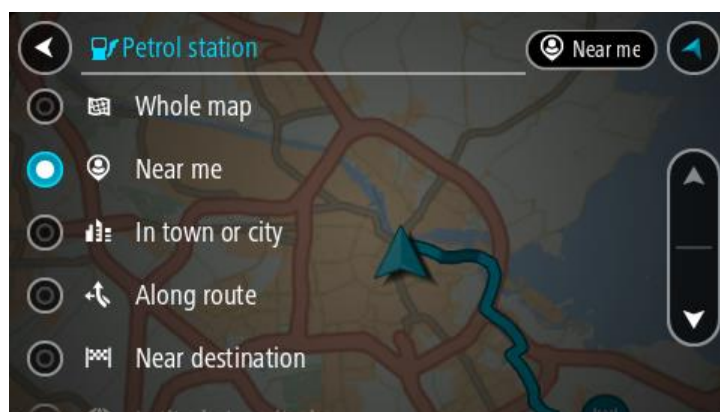 Petrol station
Near me
Whole map
Near me
In town or city
Along route
Near destination